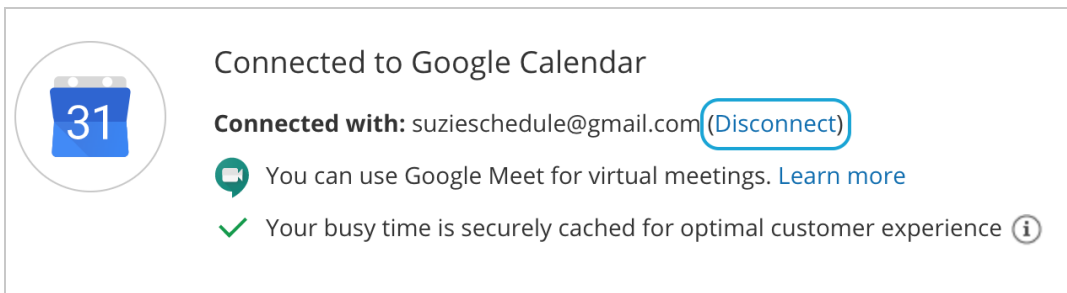 Connected to Google Calendar
31
Connected with: suzieschedule@gmail.com (Disconnect)
You can use Google Meet for virtual meetings. Learn more
Your busy time is securely cached for optimal customer experience i